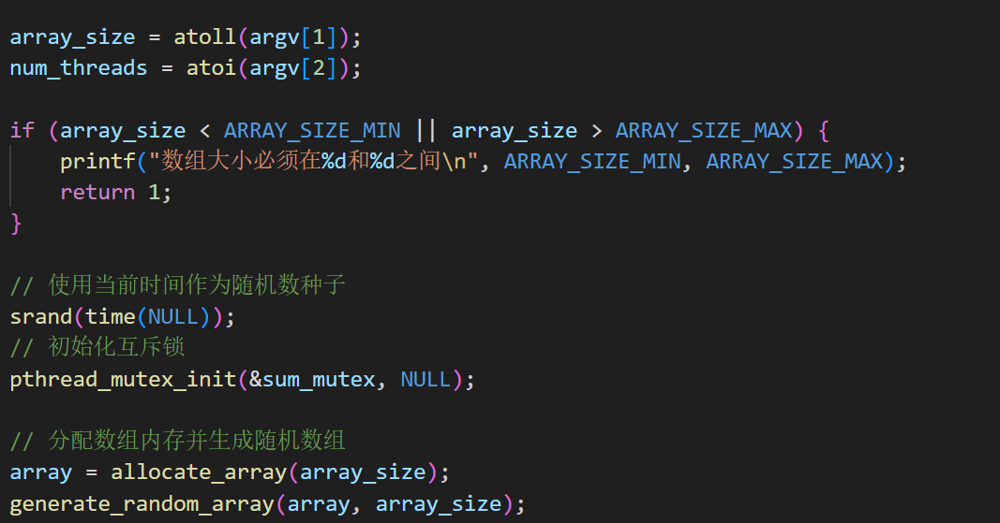 array_size = atoll(argv[1]);
num_threads = atoi(argv[2]);
if (array_size < ARRAY_SIZE_MIN || array_size > ARRAY_SIZE_MAX) {
printf("数组大小必须在%d和%d之间\n", ARRAY_SIZE_MIN, ARRAY_SIZE_MAX);
return 1;
}
// 使用当前时间作为随机数种子
srand(time(NULL));
// 初始化互斥锁
pthread_mutex_init(&sum_mutex, NULL);
// 分配数组内存并生成随机数组
array = allocate_array(array_size);
generate_random_array(array, array_size);